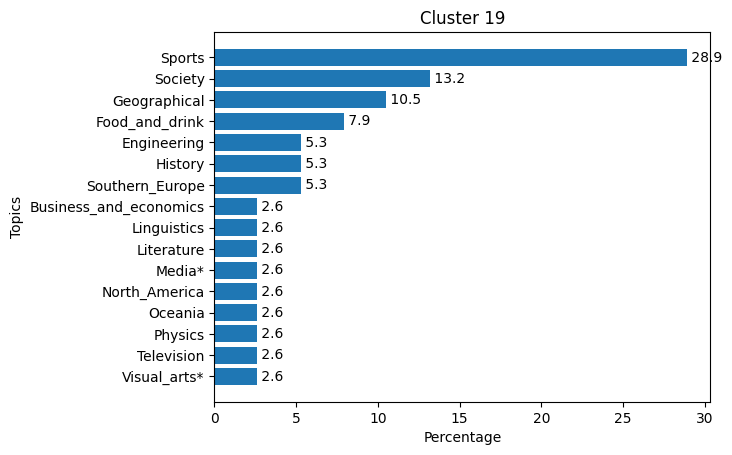 Cluster 19
Topics
Sports 28.9
Society 13.2
Geographical 10.5
Food_and_drink 7.9
Engineering 5.3
History 5.3
Southern_Europe 5.3
Business_and_economics 2.6
Linguistics 2.6
Literature 2.6
Media* 2.6
North_America 2.6
Oceania 2.6
Physics 2.6
Television 2.6
Visual_arts* 2.6
0 5 10 15 20 25 30
Percentage